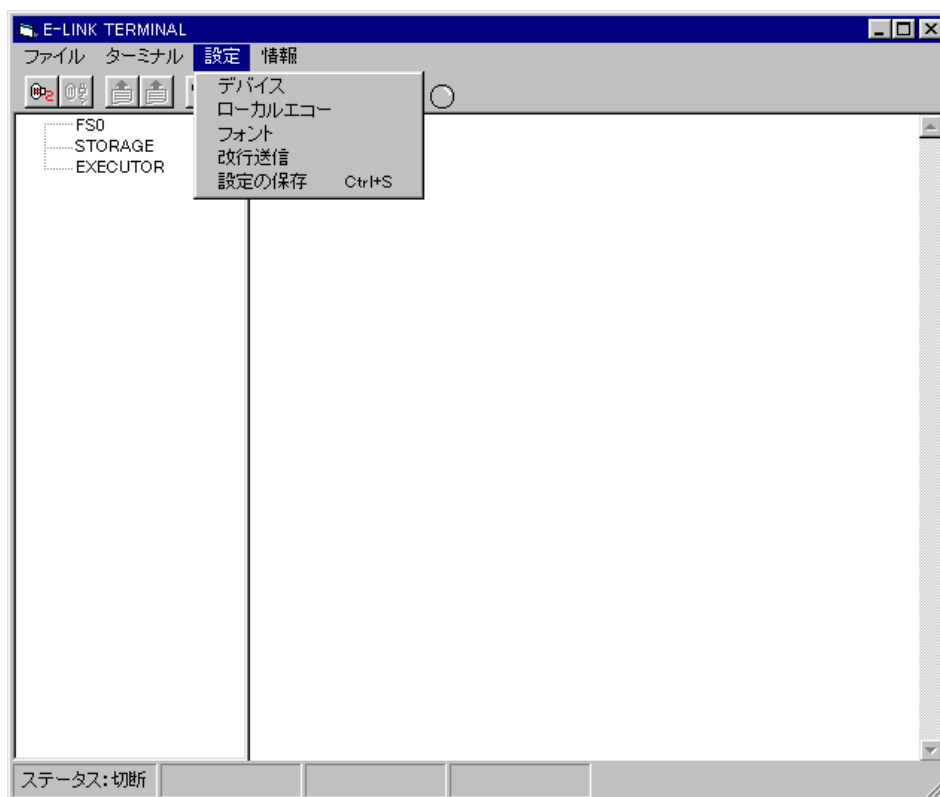 E-LINK TERMINAL
ファイル ターミナル 設定 情報
デバイス
ローカルエコー
フォント
改行送信
設定の保存 Ctrl+S
FS0
STORAGE
EXECUTOR
ステータス:切断